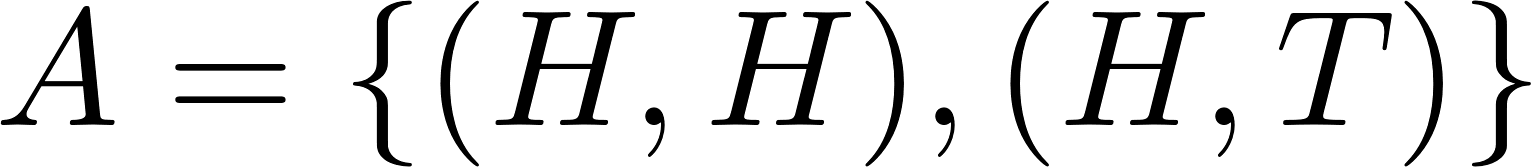 A = {(H, H), (H, T)}